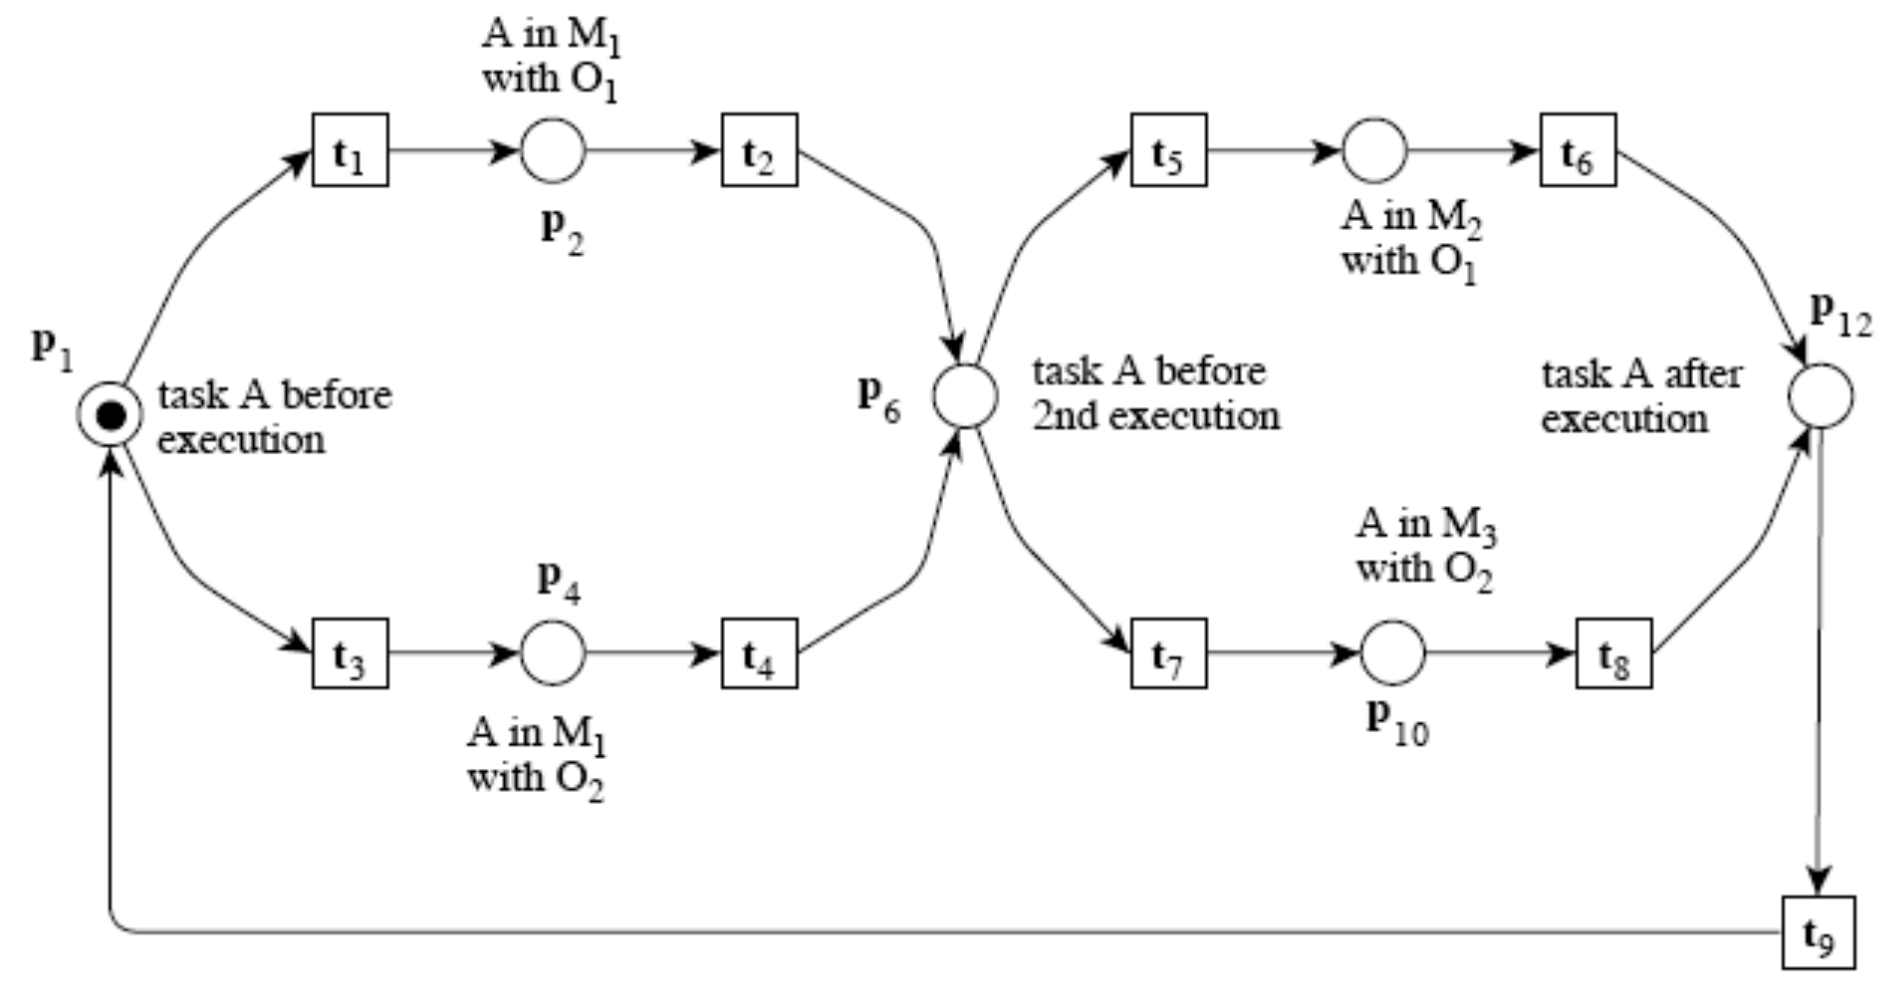 A in M₁
with O₁
t₁
p₂
t₂
t₅
A in M₂
with O₁
t₆
p₁
task A before
execution
p₆
task A before
2nd execution
task A after
execution
p₁₂
t₃
p₄
A in M₁
with O₂
t₄
t₇
A in M₃
with O₂
p₁₀
t₈
t₉